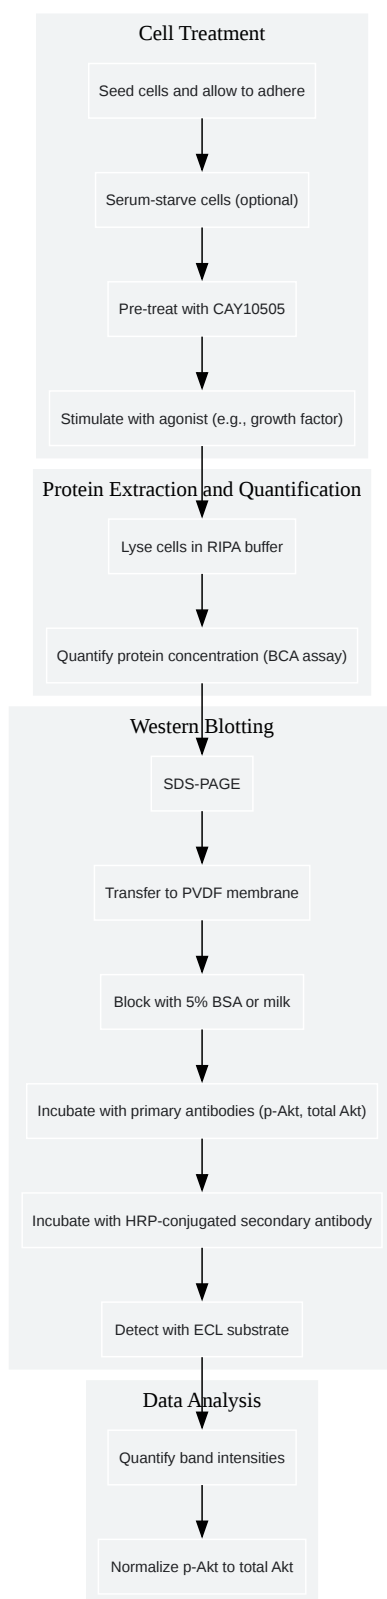 Cell Treatment
Seed cells and allow to adhere
Serum-starve cells (optional)
Pre-treat with CAY10505
Stimulate with agonist (e.g., growth factor)
Protein Extraction and Quantification
Lyse cells in RIPA buffer
Quantify protein concentration (BCA assay)
Western Blotting
SDS-PAGE
Transfer to PVDF membrane
Block with 5% BSA or milk
Incubate with primary antibodies (p-Akt, total Akt)
Incubate with HRP-conjugated secondary antibody
Detect with ECL substrate
Data Analysis
Quantify band intensities
Normalize p-Akt to total Akt